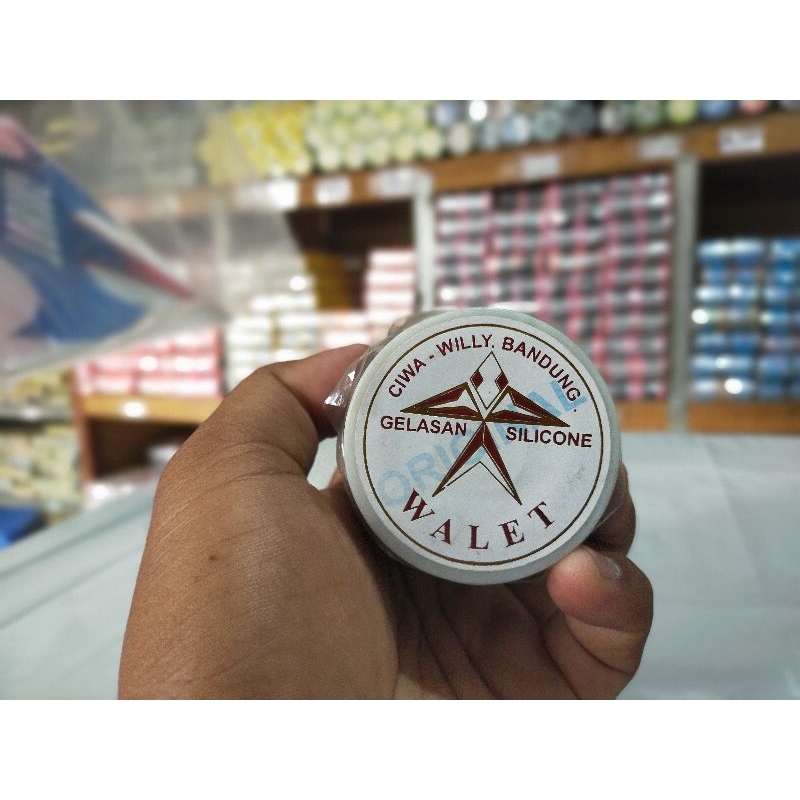 CIWA - WILLY. BANDUNG.
GELASAN SILICONE
ORIGINAL
WALET